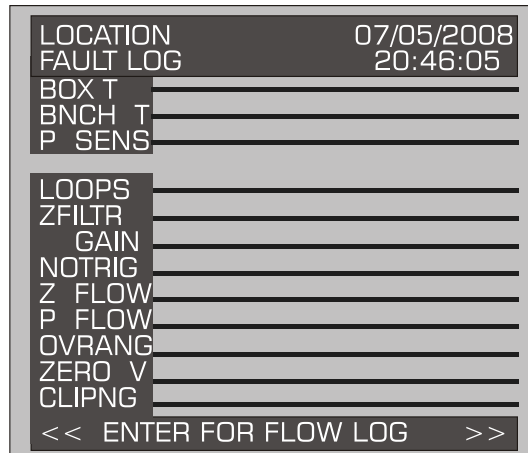 LOCATION 07/05/2008
FAULT LOG 20:46:05
BOX T
BNCH T
P SENS
LOOPS
ZFILTR
GAIN
NOTRIG
Z FLOW
P FLOW
OVRANG
ZERO V
CLIPNG
<< ENTER FOR FLOW LOG >>